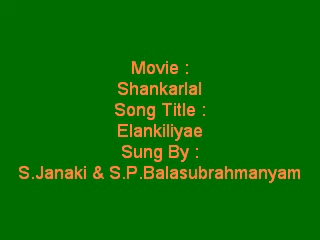 Movie :
Shankarlal
Song Title :
Elankiliyae
Sung By :
S.Janaki & S.P.Balasubrahmanyam